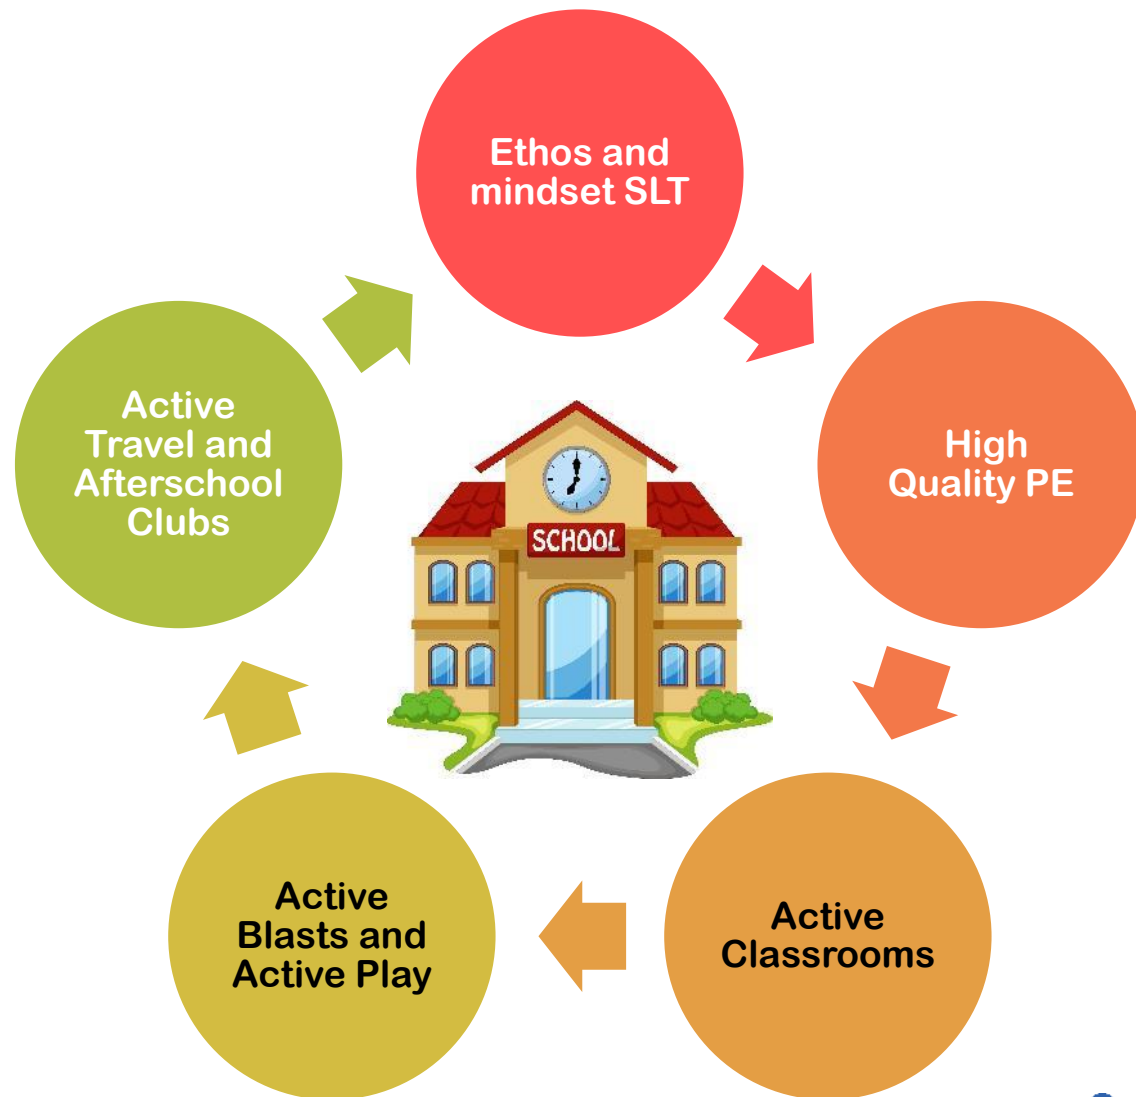 Ethos and
mindset SLT
High
Quality PE
Active
Classrooms
Active
Blasts and
Active Play
Active
Travel and
Afterschool
Clubs
SCHOOL